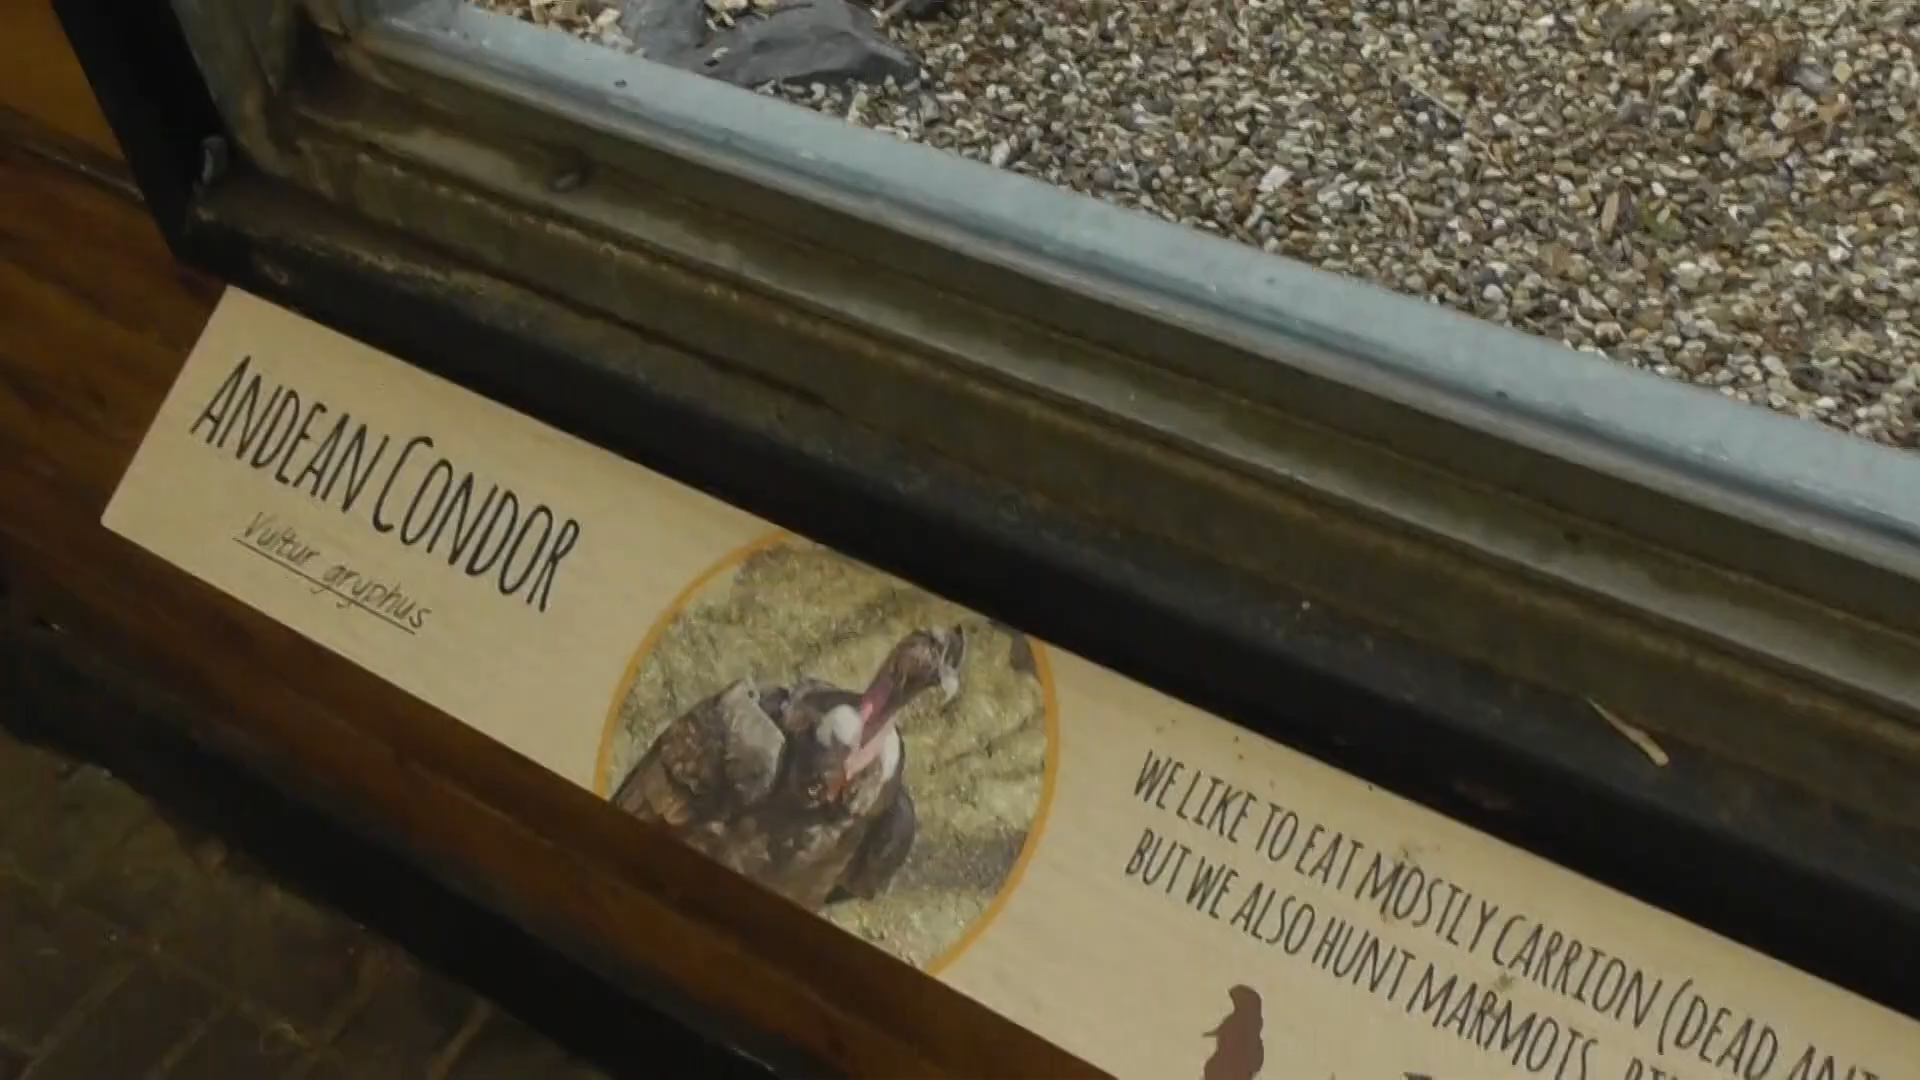 ANDEAN CONDOR
Vultur gryphus
WE LIKE TO EAT MOSTLY CARRION (DEAD
BUT WE ALSO HUNT MARMOTS,